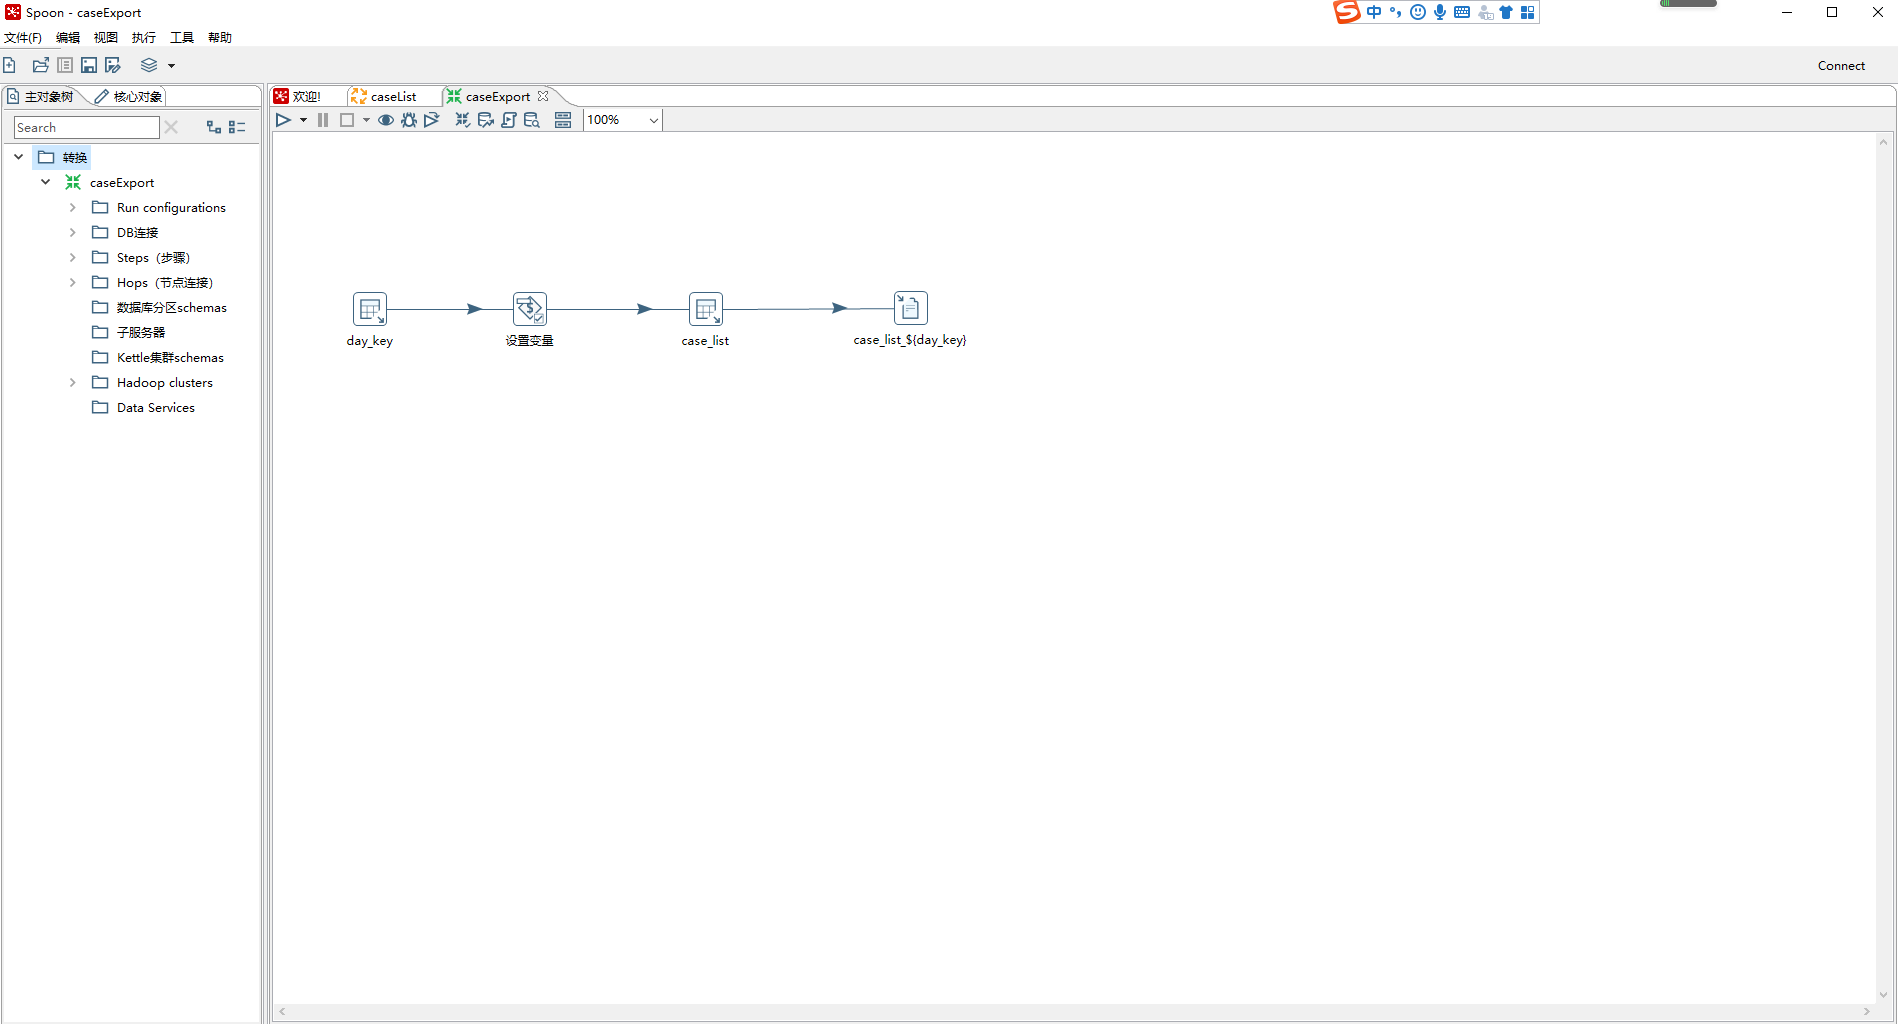 Spoon - caseExport
中
文件(F) 编辑 视图 执行 工具 帮助
Connect
主对象树 核心对象
欢迎! caseList caseExport
Search
100%
转换
caseExport
Run configurations
DB连接
Steps（步骤）
Hops（节点连接）
数据库分区schemas
子服务器
Kettle集群schemas
Hadoop clusters
Data Services
day_key 设置变量 case_list case_list_${day_key}